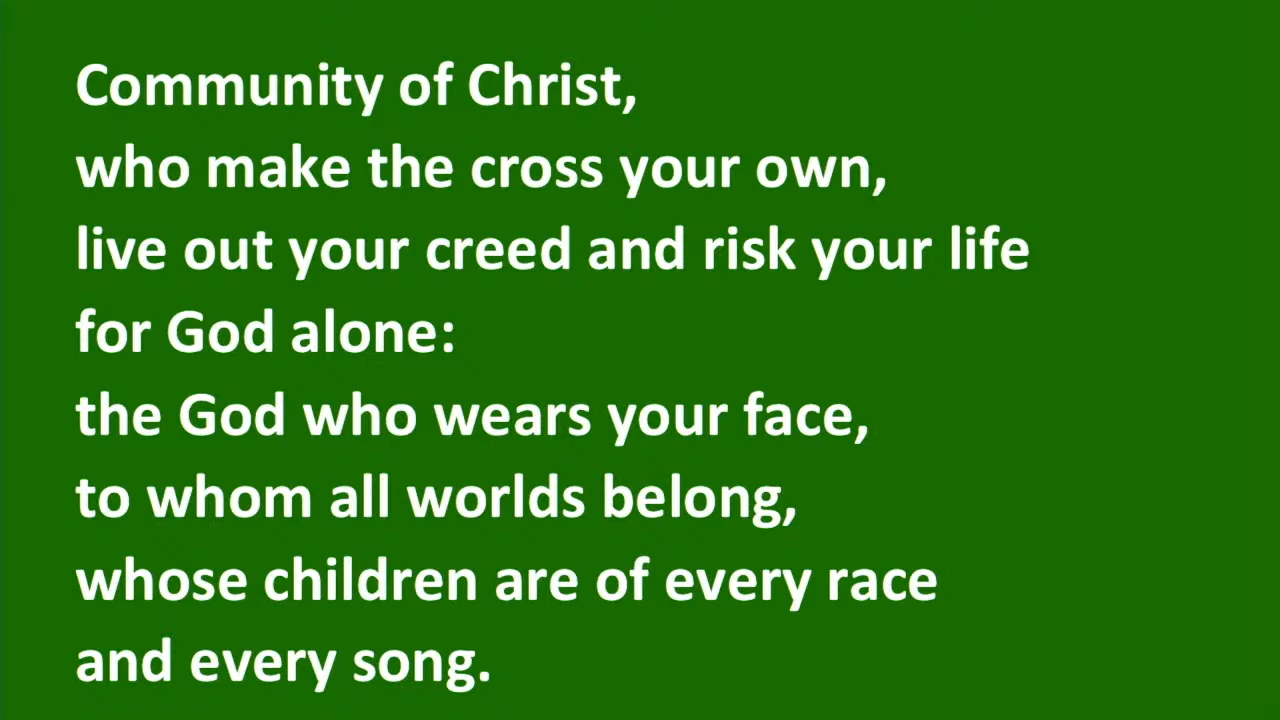 Community of Christ,
who make the cross your own,
live out your creed and risk your life
for God alone:
the God who wears your face,
to whom all worlds belong,
whose children are of every race
and every song.